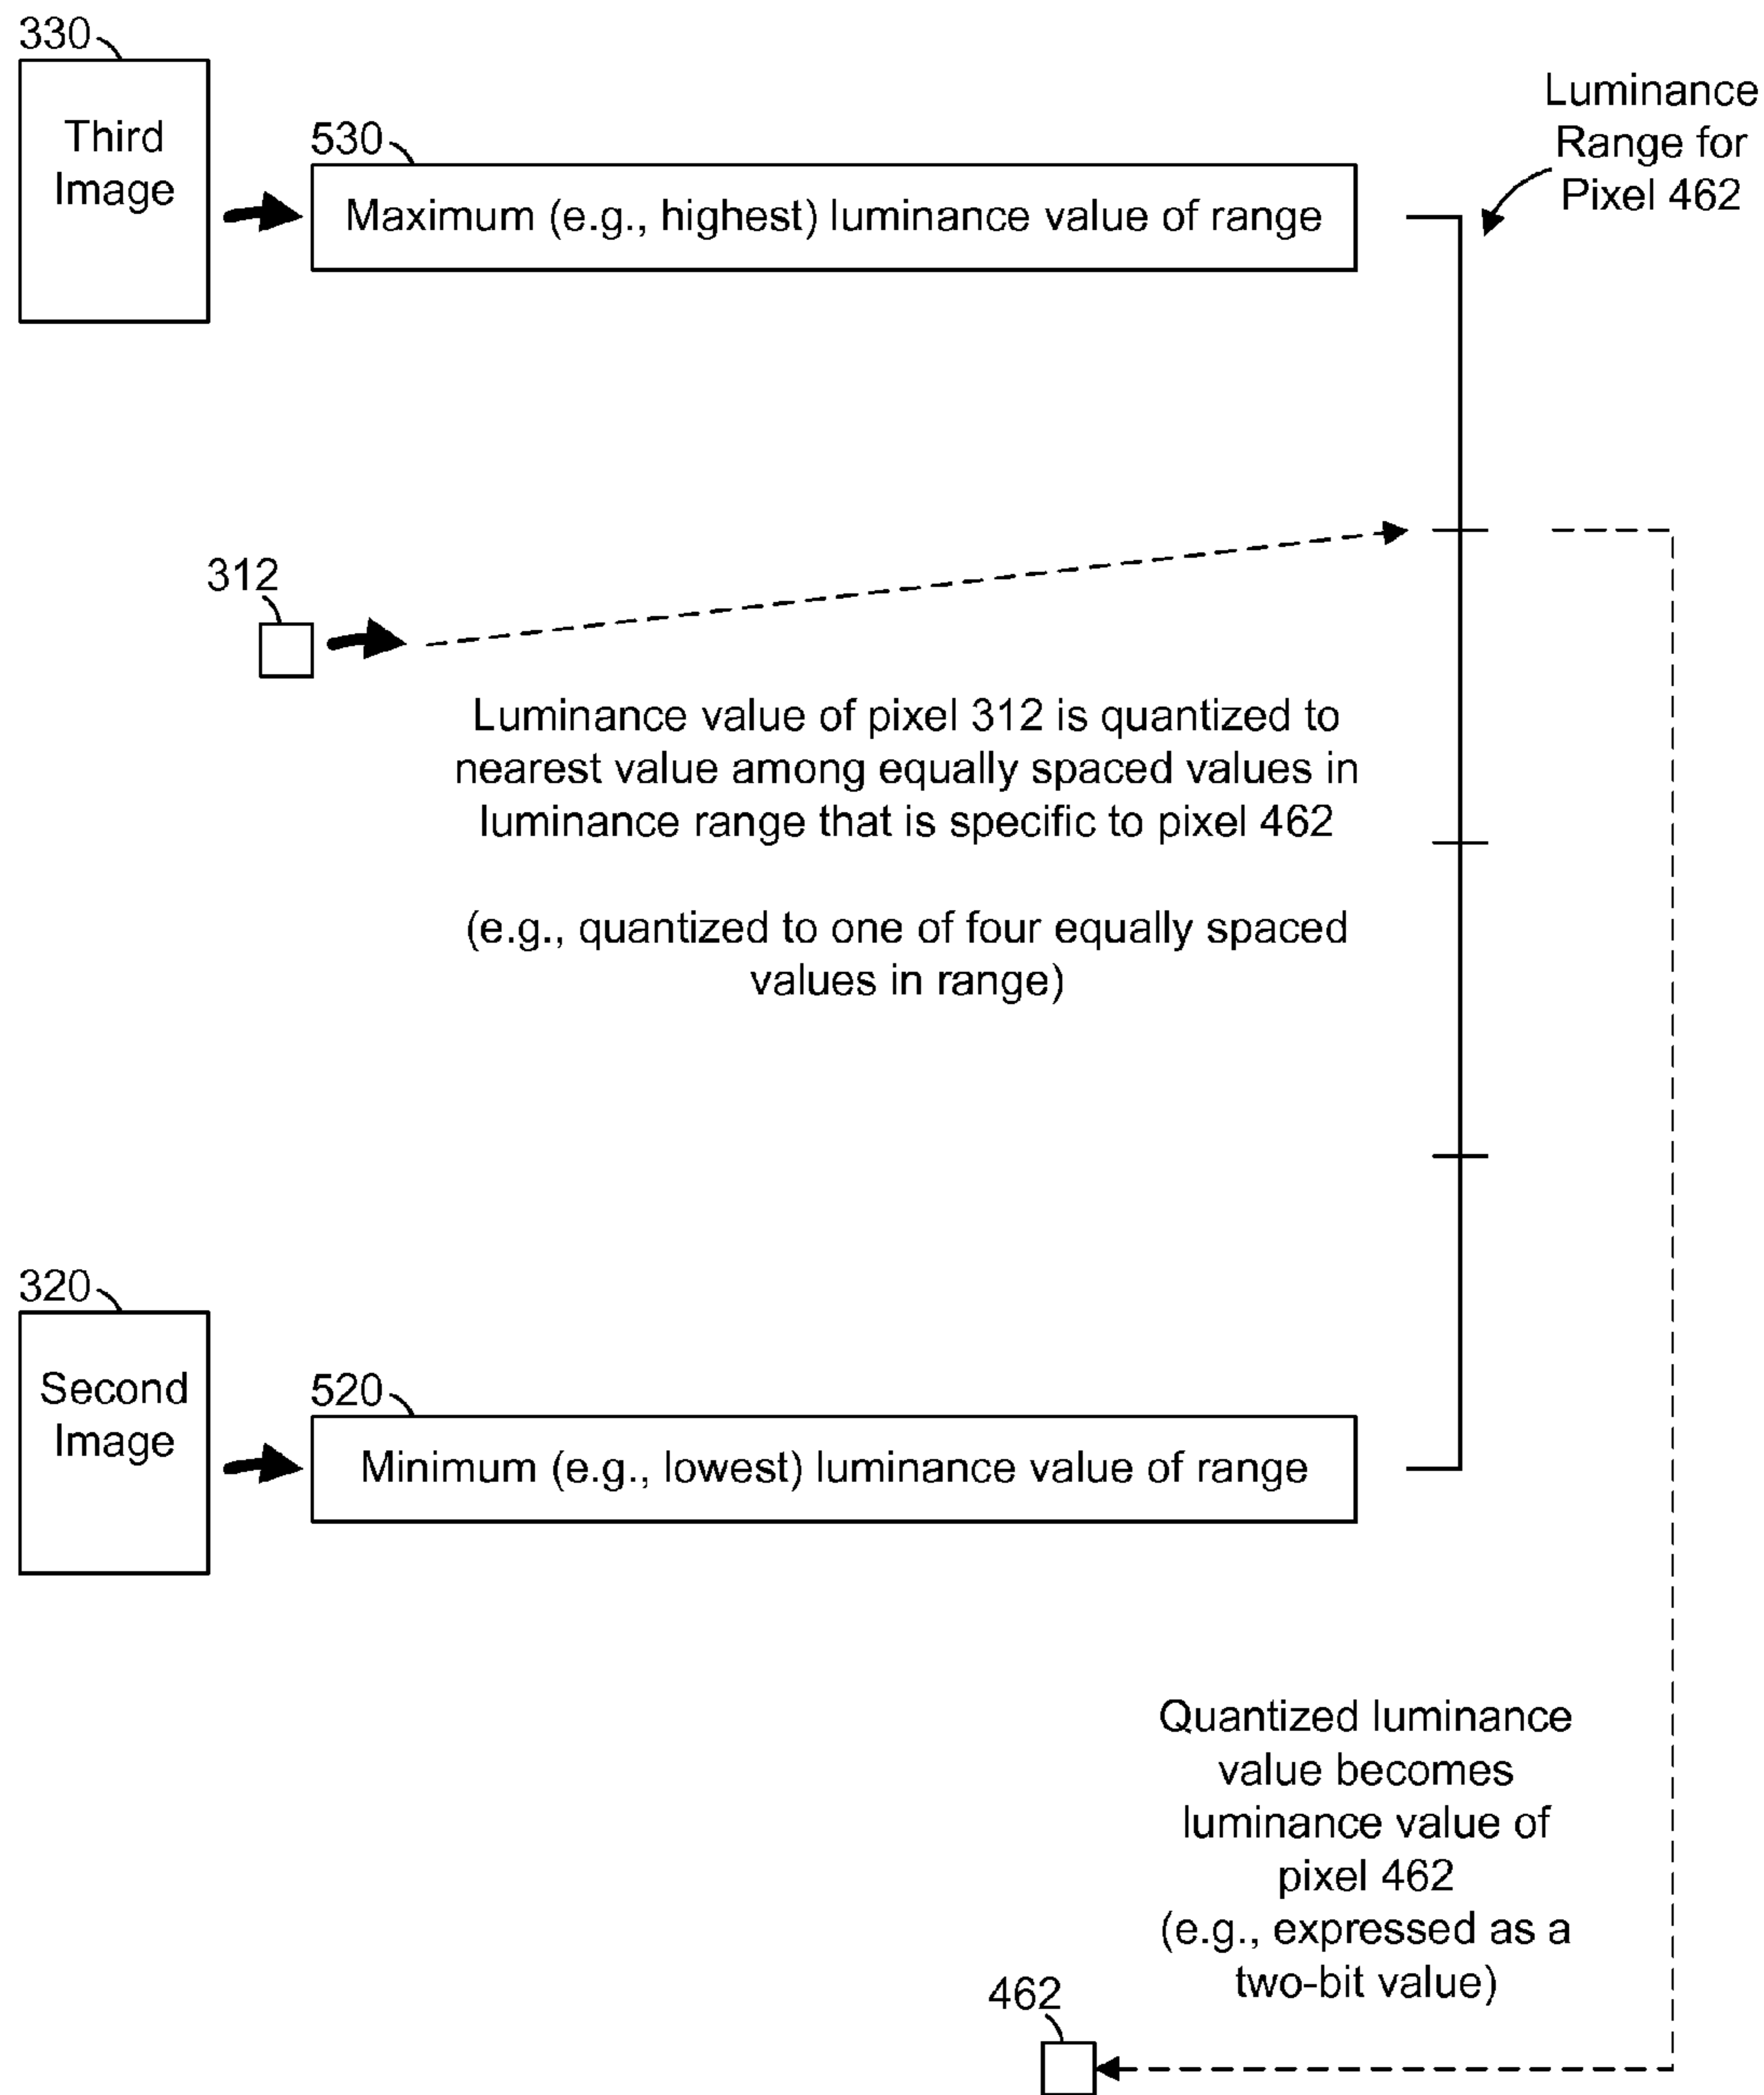 330
Third
Image
530
Maximum (e.g., highest) luminance value of range
Luminance
Range for
Pixel 462
312
Luminance value of pixel 312 is quantized to
nearest value among equally spaced values in
luminance range that is specific to pixel 462
(e.g., quantized to one of four equally spaced
values in range)
320
Second
Image
520
Minimum (e.g., lowest) luminance value of range
Quantized luminance
value becomes
luminance value of
pixel 462
(e.g., expressed as a
two-bit value)
462